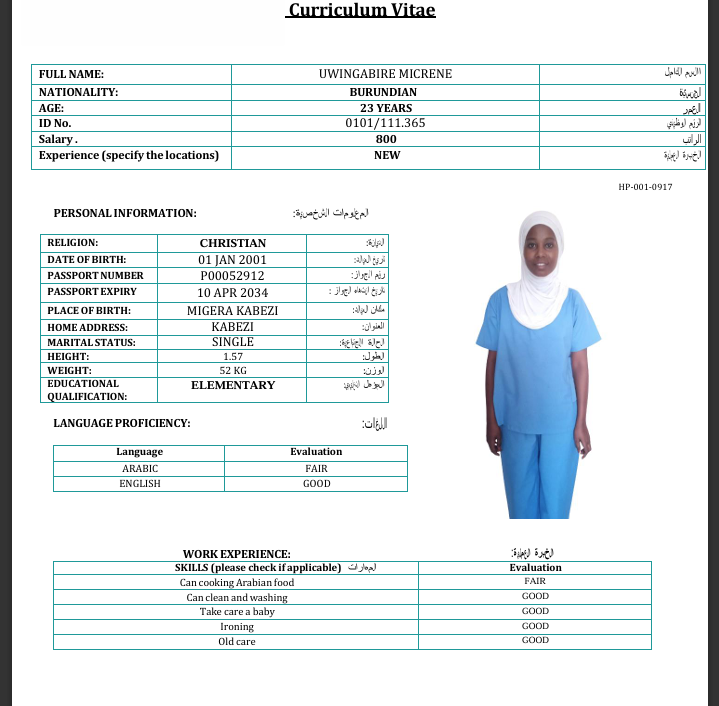 Curriculum Vitae
FULL NAME: UWINGABIRE MICRENE الاسم الكامل
NATIONALITY: BURUNDIAN الجنسية
AGE: 23 YEARS العمر
ID No. 0101/111.365 الرقم الوظيفي
Salary . 800 الراتب
Experience (specify the locations) NEW الخبرة العملية
HP-001-0917
PERSONAL INFORMATION: المعلومات الشخصية:
RELIGION: CHRISTIAN الديانة:
DATE OF BIRTH: 01 JAN 2001 تاريخ الميلاد:
PASSPORT NUMBER P00052912 رقم الجواز:
PASSPORT EXPIRY 10 APR 2034 تاريخ انتهاء الجواز :
PLACE OF BIRTH: MIGERA KABEZI مكان الميلاد:
HOME ADDRESS: KABEZI العنوان:
MARITAL STATUS: SINGLE الحالة الاجتماعية:
HEIGHT: 1.57 الطول:
WEIGHT: 52 KG الوزن:
EDUCATIONAL QUALIFICATION: ELEMENTARY المؤهل
LANGUAGE PROFICIENCY: اللغات:
Language Evaluation
ARABIC FAIR
ENGLISH GOOD
WORK EXPERIENCE: الخبرة العملية:
SKILLS (please check if applicable) المهارات Evaluation
Can cooking Arabian food FAIR
Can clean and washing GOOD
Take care a baby GOOD
Ironing GOOD
Old care GOOD